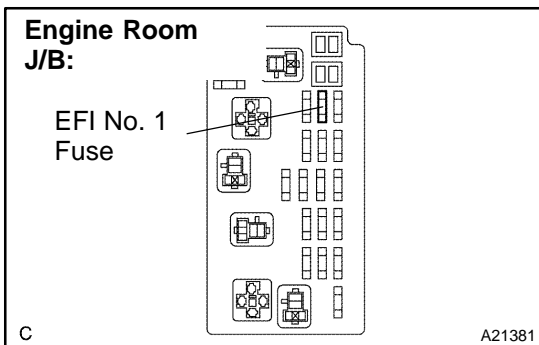 Engine Room
J/B:
EFI No. 1
Fuse
C
A21381